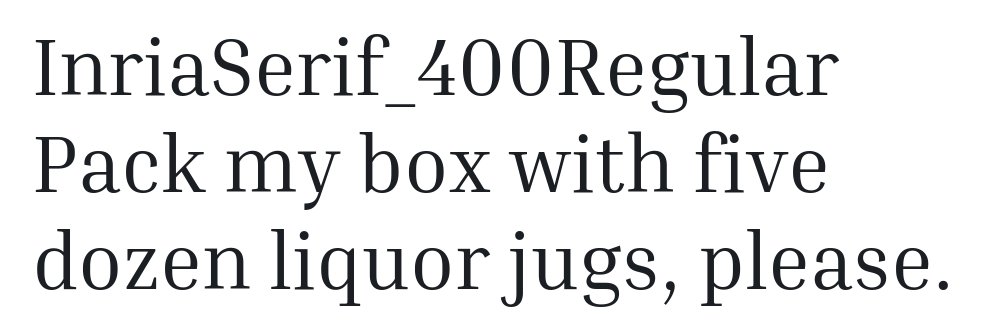 InriaSerif_400Regular
Pack my box with five
dozen liquor jugs, please.